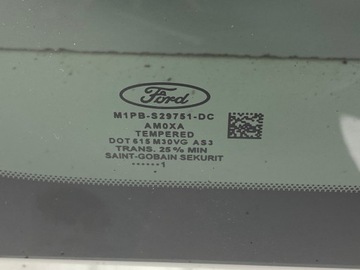 Ford
M1PB-S29751-DC
AM0XA
TEMPERED
DOT 615 M30VG AS3
TRANS. 25 % MIN
SAINT-GOBAIN SEKURIT
······1